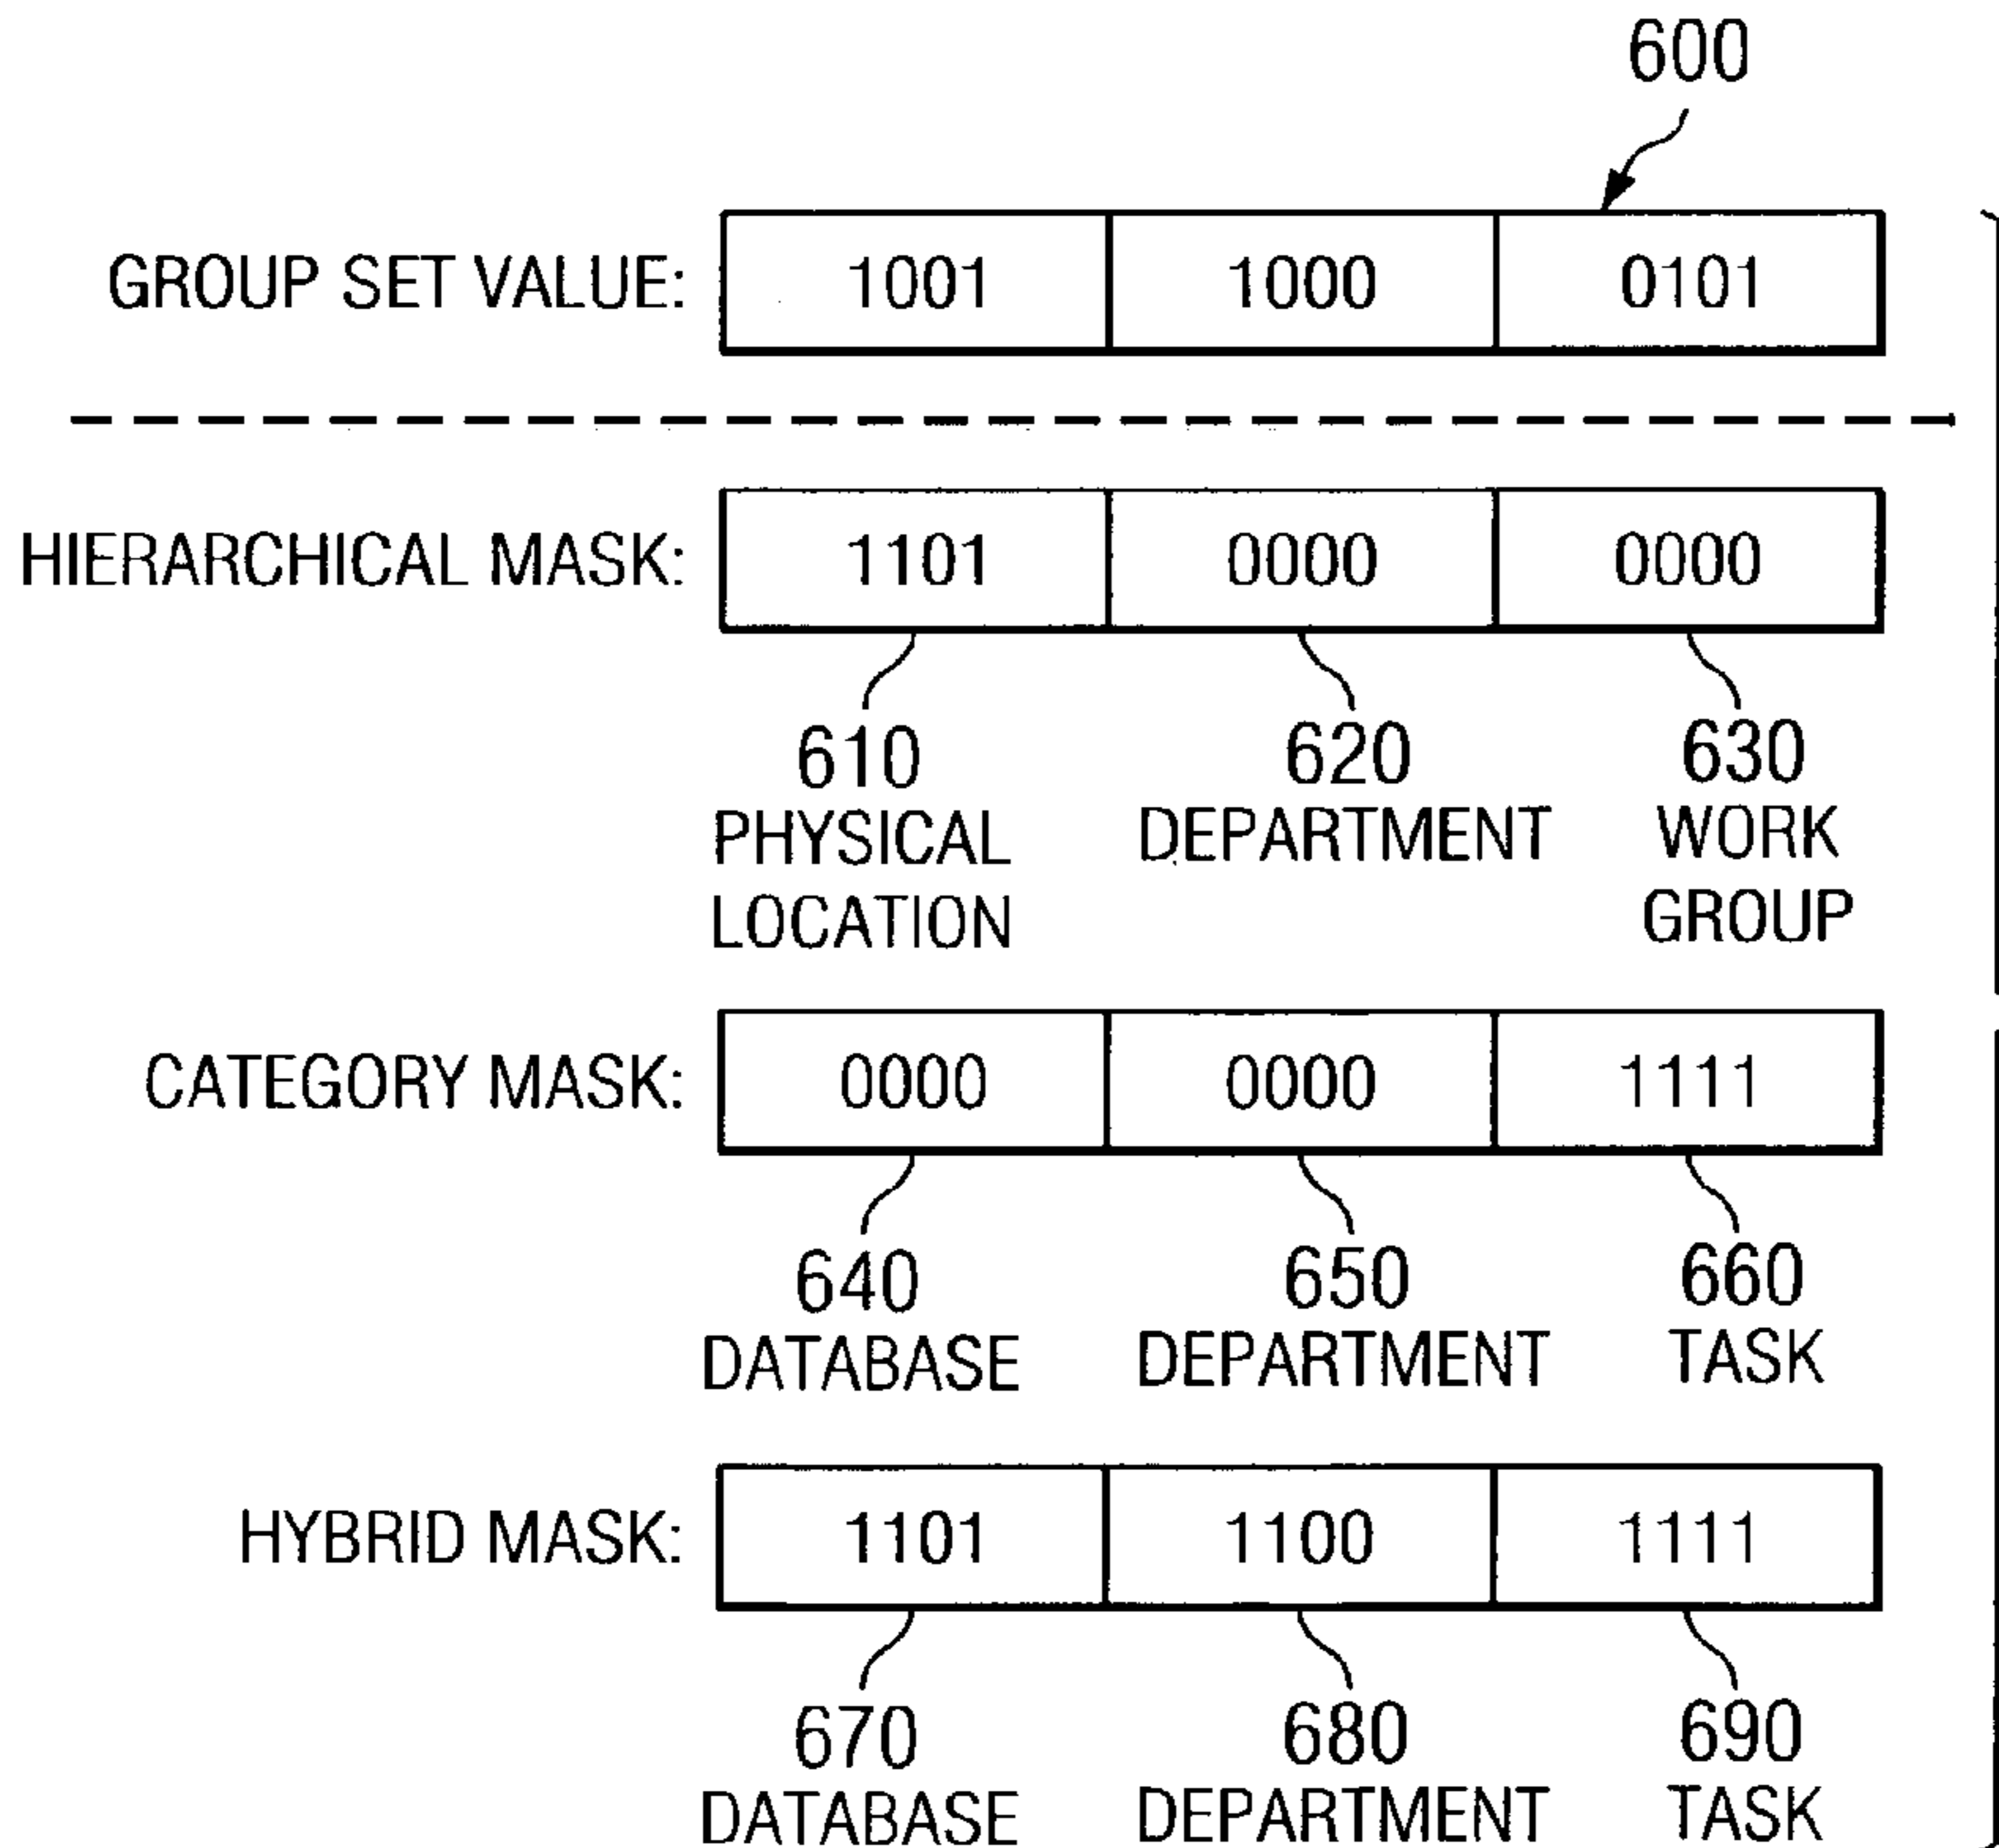 600
GROUP SET VALUE: 1001 1000 0101
HIERARCHICAL MASK: 1101 0000 0000
610 620 630
PHYSICAL DEPARTMENT WORK
LOCATION GROUP
CATEGORY MASK: 0000 0000 1111
640 650 660
DATABASE DEPARTMENT TASK
HYBRID MASK: 1101 1100 1111
670 680 690
DATABASE DEPARTMENT TASK